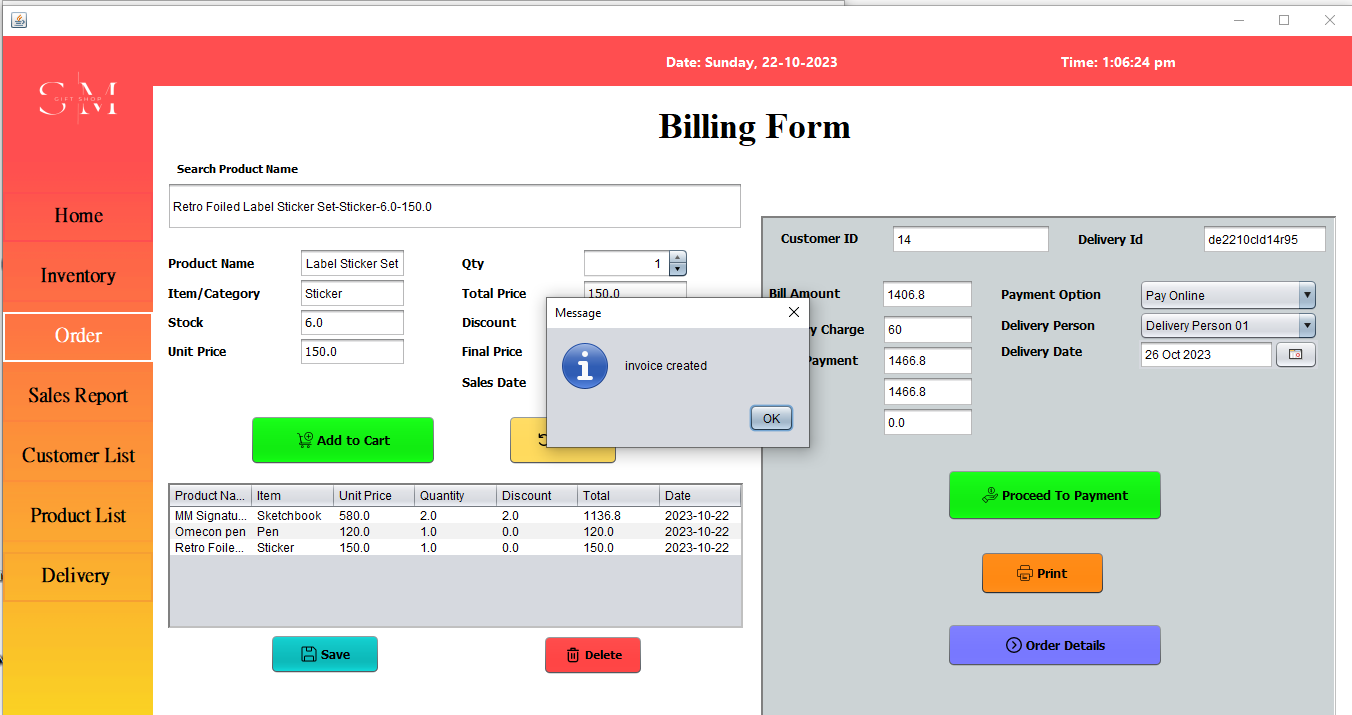 Date: Sunday, 22-10-2023 Time: 1:06:24 pm
SM
GIFT SHOP
Billing Form
Search Product Name
Retro Foiled Label Sticker Set-Sticker-6.0-150.0
Home
Inventory
Order
Sales Report
Customer List
Product List
Delivery
Product Name Label Sticker Set Qty 1
Item/Category Sticker Total Price 150.0
Stock 6.0 Discount
Unit Price 150.0 Final Price
Sales Date
Add to Cart
Message
invoice created
OK
Customer ID 14 Delivery Id de2210cld14r95
Bill Amount 1406.8 Payment Option Pay Online
Charge 60 Delivery Person Delivery Person 01
1466.8 Delivery Date 26 Oct 2023
1466.8
0.0
Proceed To Payment
Print
Order Details
Product Na... Item Unit Price Quantity Discount Total Date
MM Signatu... Sketchbook 580.0 2.0 2.0 1136.8 2023-10-22
Omecon pen Pen 120.0 1.0 0.0 120.0 2023-10-22
Retro Foile... Sticker 150.0 1.0 0.0 150.0 2023-10-22
Save Delete